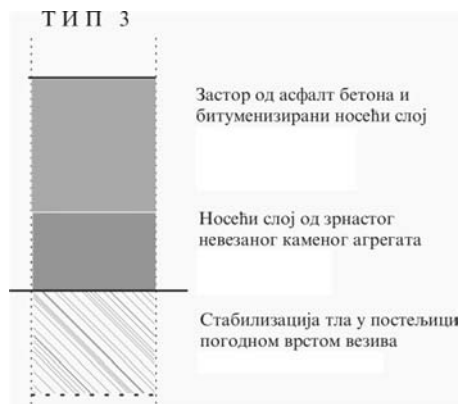 ТИП 3
Застор од асфалт бетона и
битуменизирани носећи слој
Носећи слој од зрнастог
невезаног каменог агрегата
Стабилизација тла у постељици
погодном врстом везива